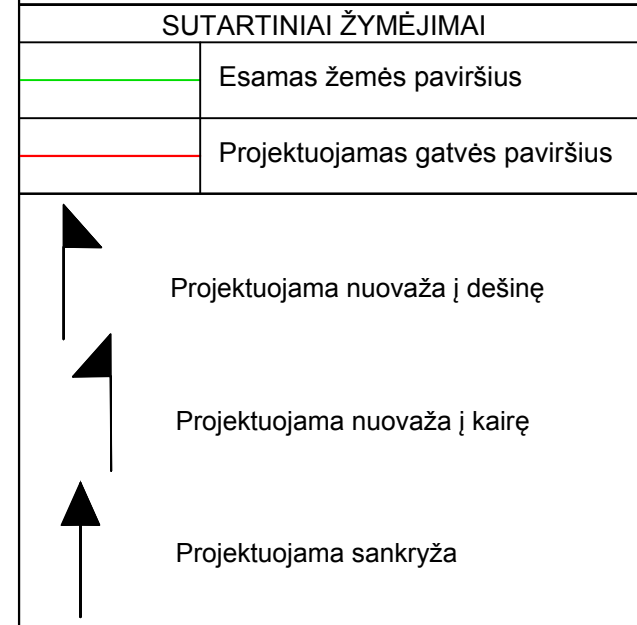 SUTARTINIAI ŽYMĖJIMAI
Esamas žemės paviršius
Projektuojamas gatvės paviršius
Projektuojama nuovaža į dešinę
Projektuojama nuovaža į kairę
Projektuojama sankryža